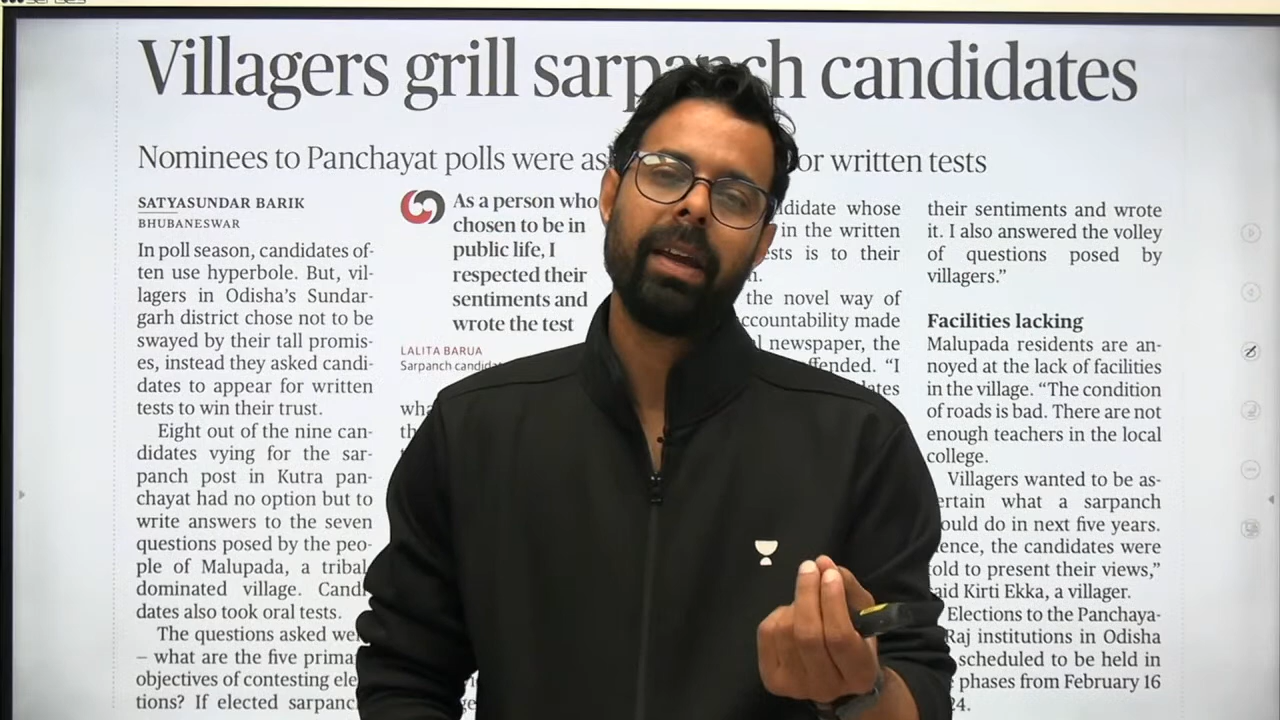 Villagers grill sarpanch candidates
Nominees to Panchayat polls were or written tests
SATYASUNDAR BARIK
BHUBANESWAR
In poll season, candidates of-
ten use hyperbole. But, vil-
lagers in Odisha's Sundar-
garh district chose not to be
swayed by their tall promis-
es, instead they asked candi-
dates to appear for written
tests to win their trust.
Eight out of the nine can-
didates vying for the sar-
panch post in Kutra pan-
chayat had no option but to
write answers to the seven
questions posed by the peo-
ple of Malupada, a tribal
dominated village. Candi
dates also took oral tests.
The questions asked we
– what are the five prima
objectives of contesting ele
tions? If elected sarpanc
As a person who
chosen to be in
public life, I
respected their
sentiments and
wrote the test
LALITA BARUA
Sarpanch candida
wha
th
didate whose
in the written
ests is to their
the novel way of
ccountability made
l newspaper, the
ffended. “I
dates
their sentiments and wrote
it. I also answered the volley
of questions posed by
villagers.”
Facilities lacking
Malupada residents are an-
noyed at the lack of facilities
in the village. “The condition
of roads is bad. There are not
enough teachers in the local
college.
Villagers wanted to be as-
ertain what a sarpanch
ould do in next five years.
ence, the candidates were
old to present their views,”
aid Kirti Ekka, a villager.
Elections to the Panchaya-
Raj institutions in Odisha
scheduled to be held in
phases from February 16
24.